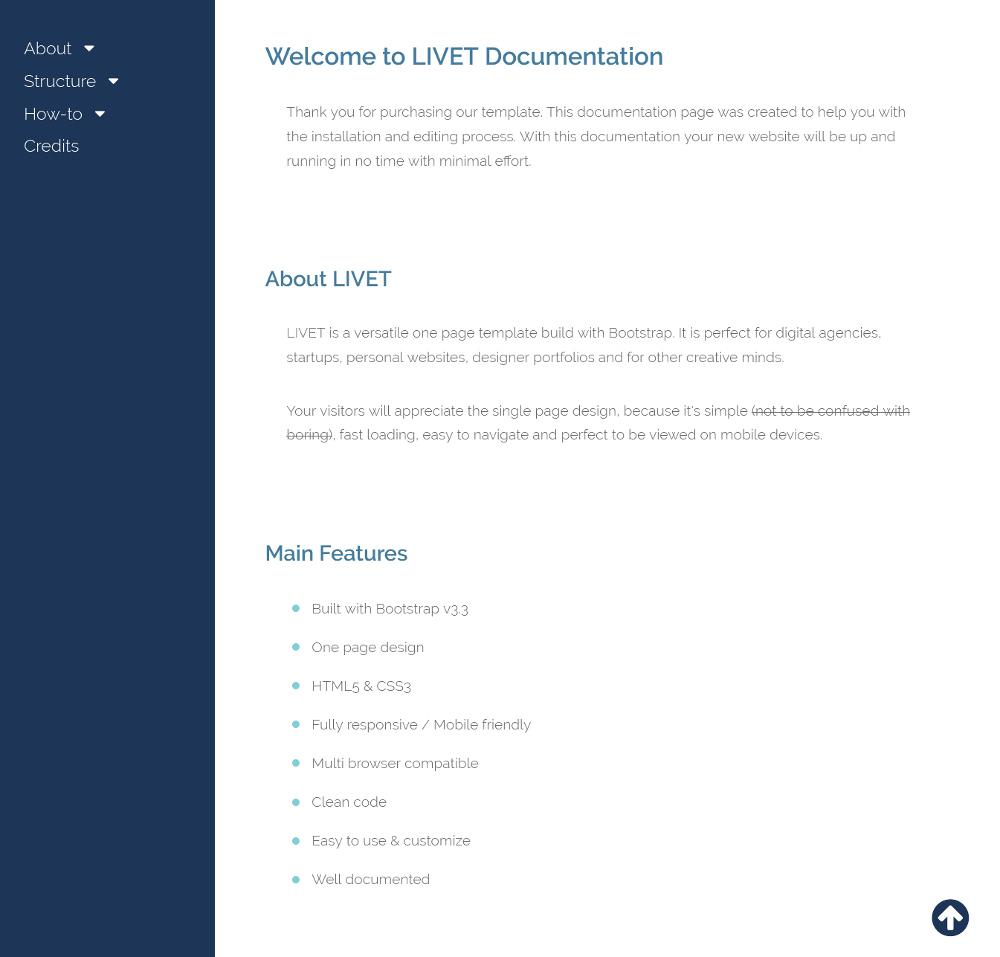 About
Structure
How-to
Credits
Welcome to LIVET Documentation
Thank you for purchasing our template. This documentation page was created to help you with
the installation and editing process. With this documentation your new website will be up and
running in no time with minimal effort.
About LIVET
LIVET is a versatile one page template build with Bootstrap. It is perfect for digital agencies,
startups, personal websites, designer portfolios and for other creative minds.
Your visitors will appreciate the single page design, because it's simple (not to be confused with
boring), fast loading, easy to navigate and perfect to be viewed on mobile devices.
Main Features
Built with Bootstrap v3.3
One page design
HTML5 & CSS3
Fully responsive / Mobile friendly
Multi browser compatible
Clean code
Easy to use & customize
Well documented